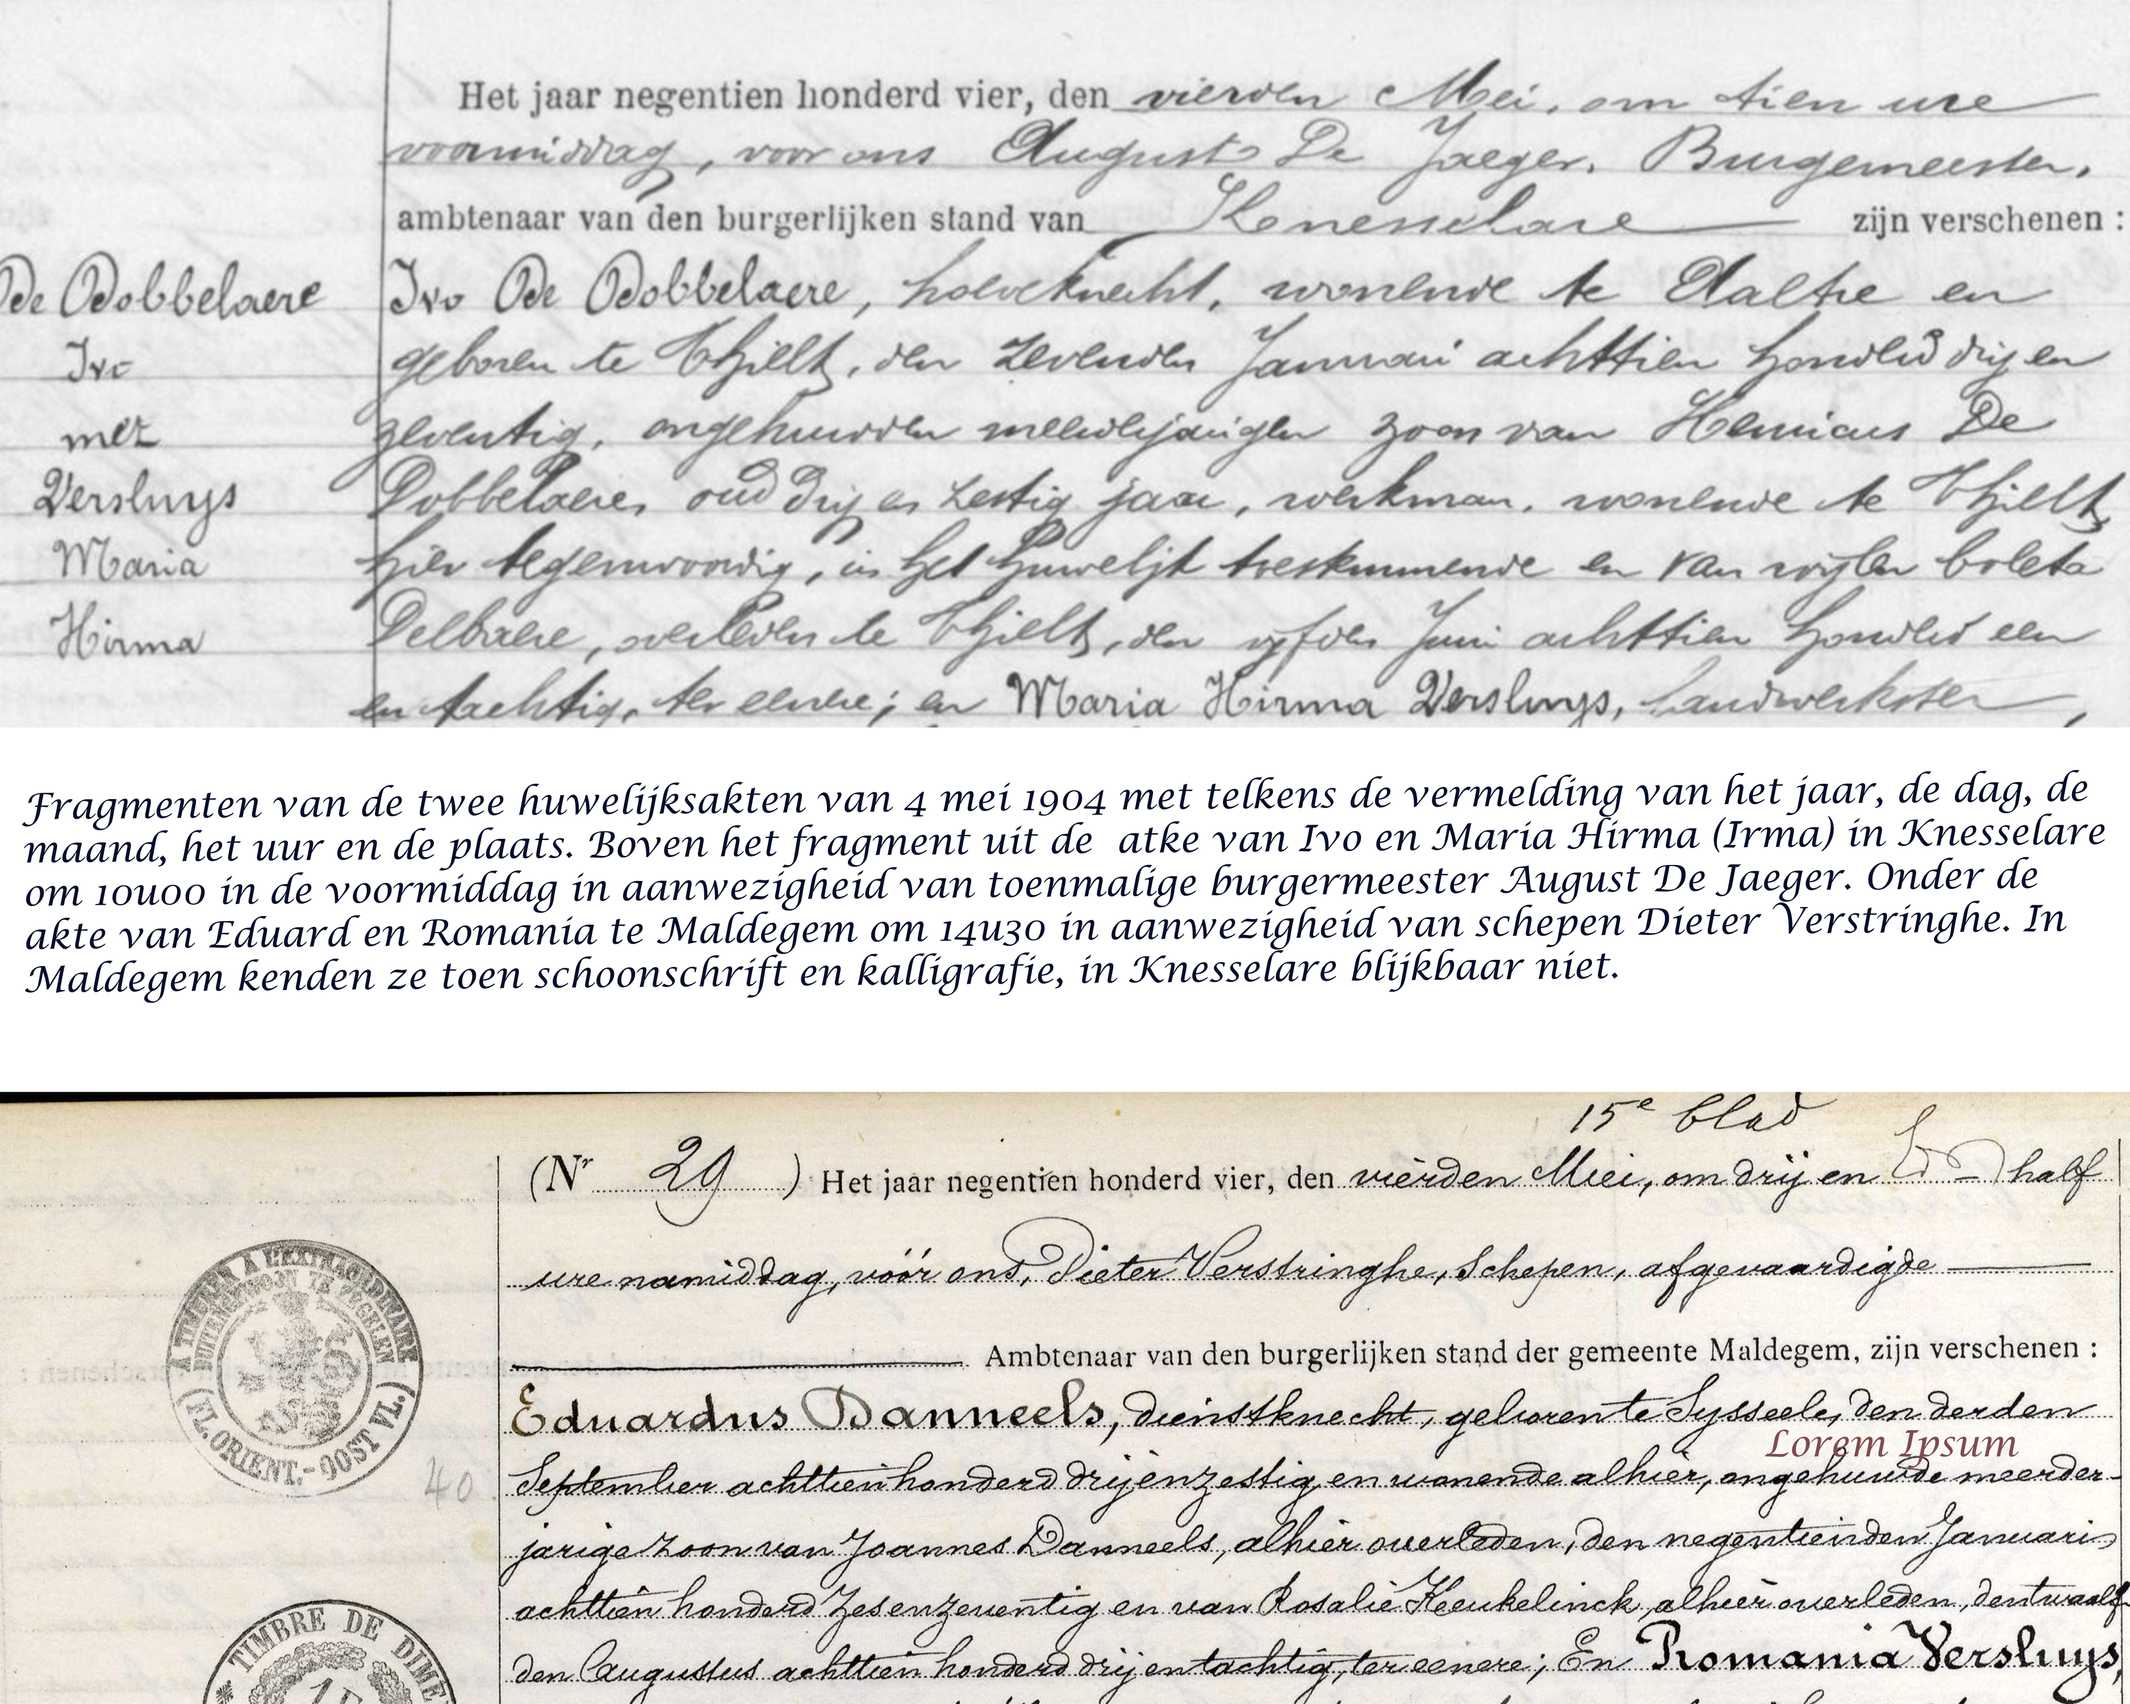 Het jaar negentien honderd vier, den vierden Mei, om tien ure
voormiddag, voor ons August De Jaeger, Burgemeester,
ambtenaar van den burgerlijken stand van Knesselare zijn verschenen :
De Dobbelaere
Ivo
met
Versluys
Maria
Hirma
Ivo De Dobbelaere, hoveknecht, wonende te Aaltre en
geboren te Thielt, den zevenden Januari achttien honderd drij en
zeventig, ongehuwden meerderjarigen zoon van Henricus De
Dobbelaere, oud drij en zestig jaar, werkman, wonende te Thielt,
hier tegenwoordig, in het huwelijk toestemmende en van wijlen Coleta
Delbaere, overleden te Thielt, den vijfden Juni achttien honderd een
en tachtig, ter eenre; en Maria Hirma Versluys, landwerkster,
Fragmenten van de twee huwelijksakten van 4 mei 1904 met telkens de vermelding van het jaar, de dag, de
maand, het uur en de plaats. Boven het fragment uit de atke van Ivo en Maria Hirma (Irma) in Knesselare
om 10u00 in de voormiddag in aanwezigheid van toenmalige burgermeester August De Jaeger. Onder de
akte van Eduard en Romania te Maldegem om 14u30 in aanwezigheid van schepen Dieter Verstringhe. In
Maldegem kenden ze toen schoonschrift en kalligrafie, in Knesselare blijkbaar niet.
15e blad
(Nr 29 ) Het jaar negentien honderd vier, den vierden Mei, om drij en half
ure namiddag, vóór ons, Pieter Verstringhe, Schepen, afgevaardigde
Ambtenaar van den burgerlijken stand der gemeente Maldegem, zijn verschenen :
Eduardus Danneels, dienstknecht, geboren te Sysseele, den derden
Lorem Ipsum
September achttien honderd drij en zestig, en wonende alhier, ongehuwde meerder-
jarige zoon van Joannes Danneels, alhier overleden, den negentienden Januari
achttien honderd zes en zeventig en van Rosalie Keukelinck, alhier overleden, den twaalf-
den Augustus achttien honderd drij en tachtig, ter eenere; En Romania Versluys,
A TIMBRER A L'EXTRAORDINAIRE
BUITENGEWOON TE ZEGELEN
(FL. ORIENT.-OOST VL.)
40
TIMBRE DE DIME